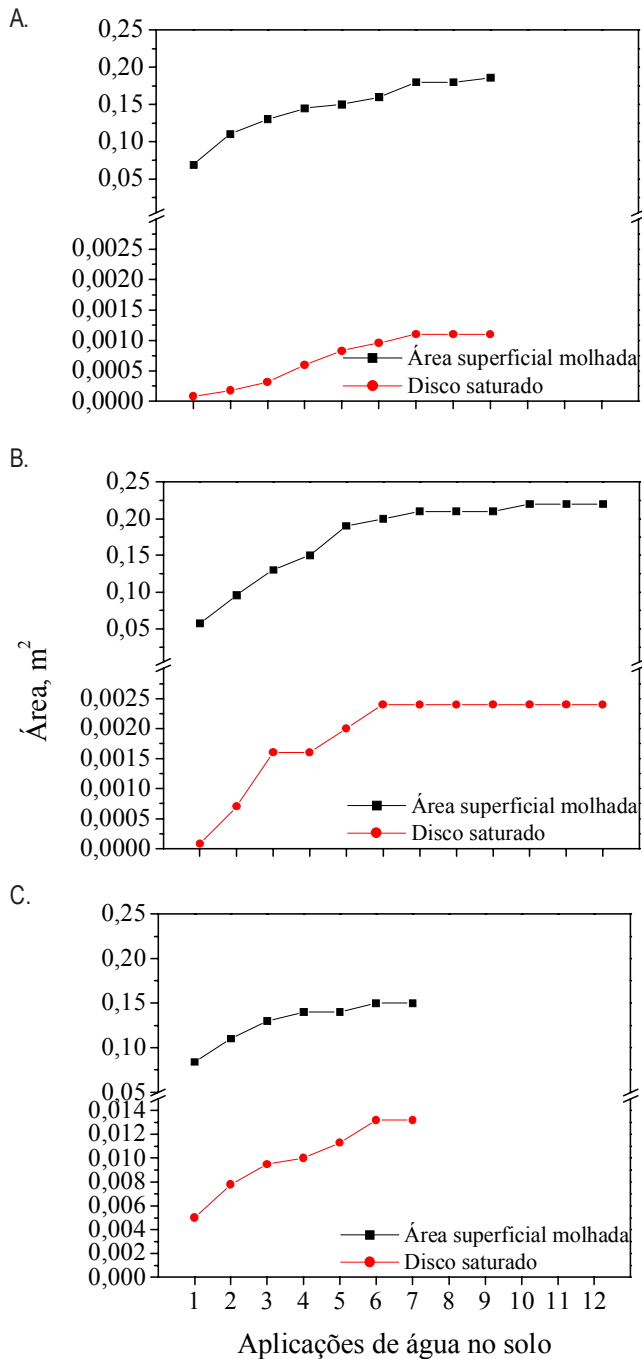 A.
0,25
0,20
0,15
0,10
0,05
0,0025
0,0020
0,0015
0,0010
0,0005
0,0000
Área superficial molhada
Disco saturado
B.
0,25
0,20
0,15
0,10
0,05
0,0025
0,0020
0,0015
0,0010
0,0005
0,0000
Área superficial molhada
Disco saturado
Área, m²
C.
0,25
0,20
0,15
0,10
0,05
0,014
0,012
0,010
0,008
0,006
0,004
0,002
0,000
Área superficial molhada
Disco saturado
1 2 3 4 5 6 7 8 9 10 11 12
Aplicações de água no solo